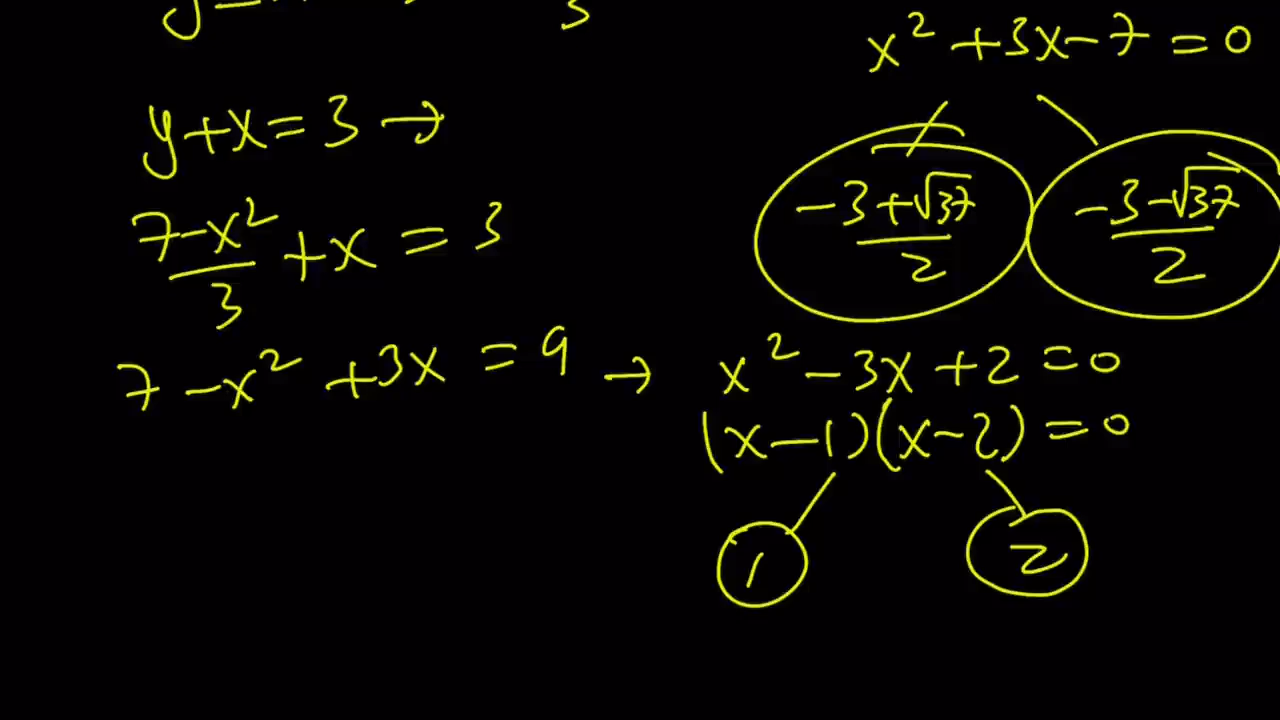 3
x² + 3x - 7 = 0
y + x = 3 →
(-3 + √37)/2
(-3 - √37)/2
(7 - x²)/3 + x = 3
7 - x² + 3x = 9 → x² - 3x + 2 = 0
(x - 1)(x - 2) = 0
1 2